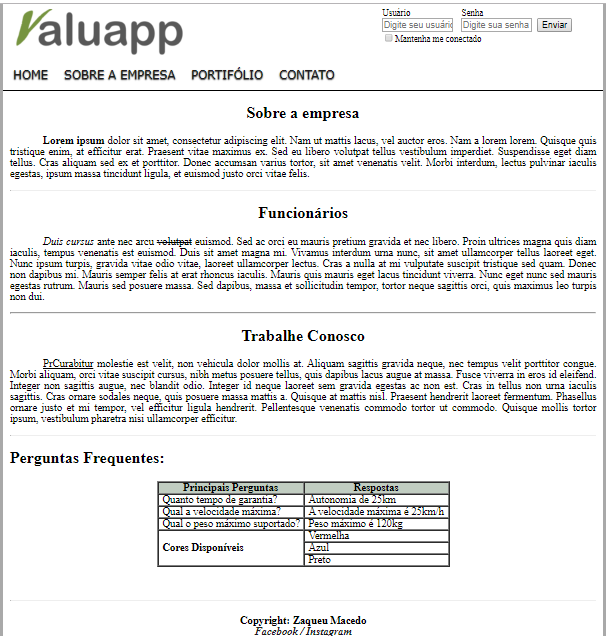 Valuapp
Usuário Senha
Digite seu usuári Digite sua senha Enviar
Mantenha me conectado
HOME SOBRE A EMPRESA PORTIFÓLIO CONTATO
Sobre a empresa
Lorem ipsum dolor sit amet, consectetur adipiscing elit. Nam ut mattis lacus, vel auctor eros. Nam a lorem lorem. Quisque quis
tristique enim, at efficitur erat. Praesent vitae maximus ex. Sed eu libero volutpat tellus vestibulum imperdiet. Suspendisse eget diam
tellus. Cras aliquam sed ex et porttitor. Donec accumsan varius tortor, sit amet venenatis velit. Morbi interdum, lectus pulvinar iaculis
egestas, ipsum massa tincidunt ligula, et euismod justo orci vitae felis.
Funcionários
Duis cursus ante nec arcu volutpat euismod. Sed ac orci eu mauris pretium gravida et nec libero. Proin ultrices magna quis diam
iaculis, tempus venenatis est euismod. Duis sit amet magna mi. Vivamus interdum urna nunc, sit amet ullamcorper tellus laoreet eget.
Nunc ipsum turpis, gravida vitae odio vitae, laoreet ullamcorper lectus. Cras a nulla at mi vulputate suscipit tristique sed quam. Donec
non dapibus mi. Mauris semper felis at erat rhoncus iaculis. Mauris quis mauris eget lacus tincidunt viverra. Nunc eget nunc sed mauris
egestas rutrum. Mauris sed posuere massa. Sed dapibus, massa et sollicitudin tempor, tortor neque sagittis orci, quis maximus leo turpis
non dui.
Trabalhe Conosco
PrCurabitur molestie est velit, non vehicula dolor mollis at. Aliquam sagittis gravida neque, nec tempus velit porttitor congue.
Morbi aliquam, orci vitae suscipit cursus, nibh metus posuere tellus, quis dapibus lacus augue at massa. Fusce viverra in eros id eleifend.
Integer non sagittis augue, nec blandit odio. Integer id neque laoreet sem gravida egestas ac non est. Cras in tellus non urna iaculis
sagittis. Cras ornare sodales neque, quis posuere massa mattis a. Quisque at mattis nisl. Praesent hendrerit laoreet fermentum. Phasellus
ornare justo et mi tempor, vel efficitur ligula hendrerit. Pellentesque venenatis commodo tortor ut commodo. Quisque mollis tortor
ipsum, vestibulum pharetra nisi ullamcorper efficitur.
Perguntas Frequentes:
Principais Perguntas Respostas
Quanto tempo de garantia? Autonomia de 25km
Qual a velocidade máxima? A velocidade máxima é 25km/h
Qual o peso máximo suportado? Peso máximo é 120kg
Cores Disponíveis Vermelha
Azul
Preto
Copyright: Zaqueu Macedo
Facebook / Instagram